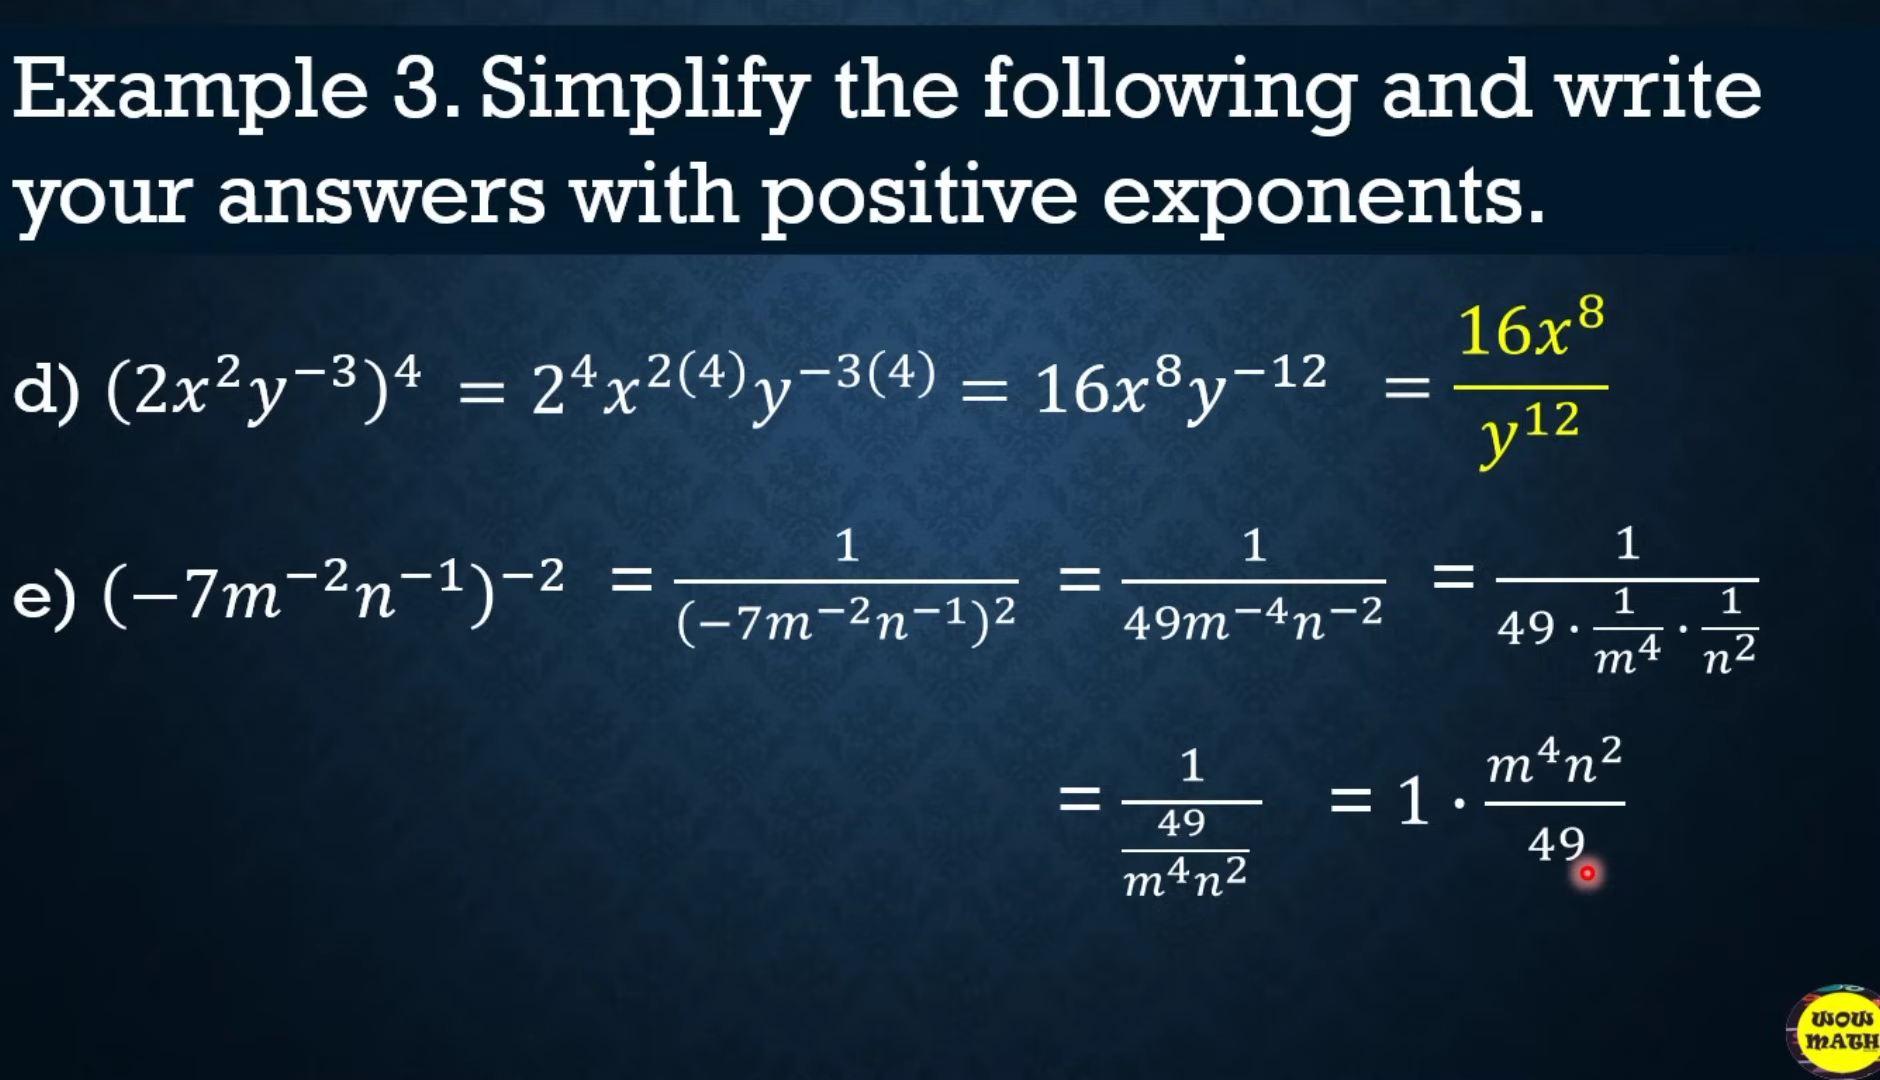 Example 3. Simplify the following and write
your answers with positive exponents.
d) (2x²y⁻³)⁴ = 2⁴x²⁽⁴⁾y⁻³⁽⁴⁾ = 16x⁸y⁻¹² = 16x⁸/y¹²
e) (−7m⁻²n⁻¹)⁻² = 1/(−7m⁻²n⁻¹)² = 1/(49m⁻⁴n⁻²) = 1/(49 · 1/m⁴ · 1/n²)
= 1/(49/(m⁴n²)) = 1 · m⁴n²/49
WOW
MATH